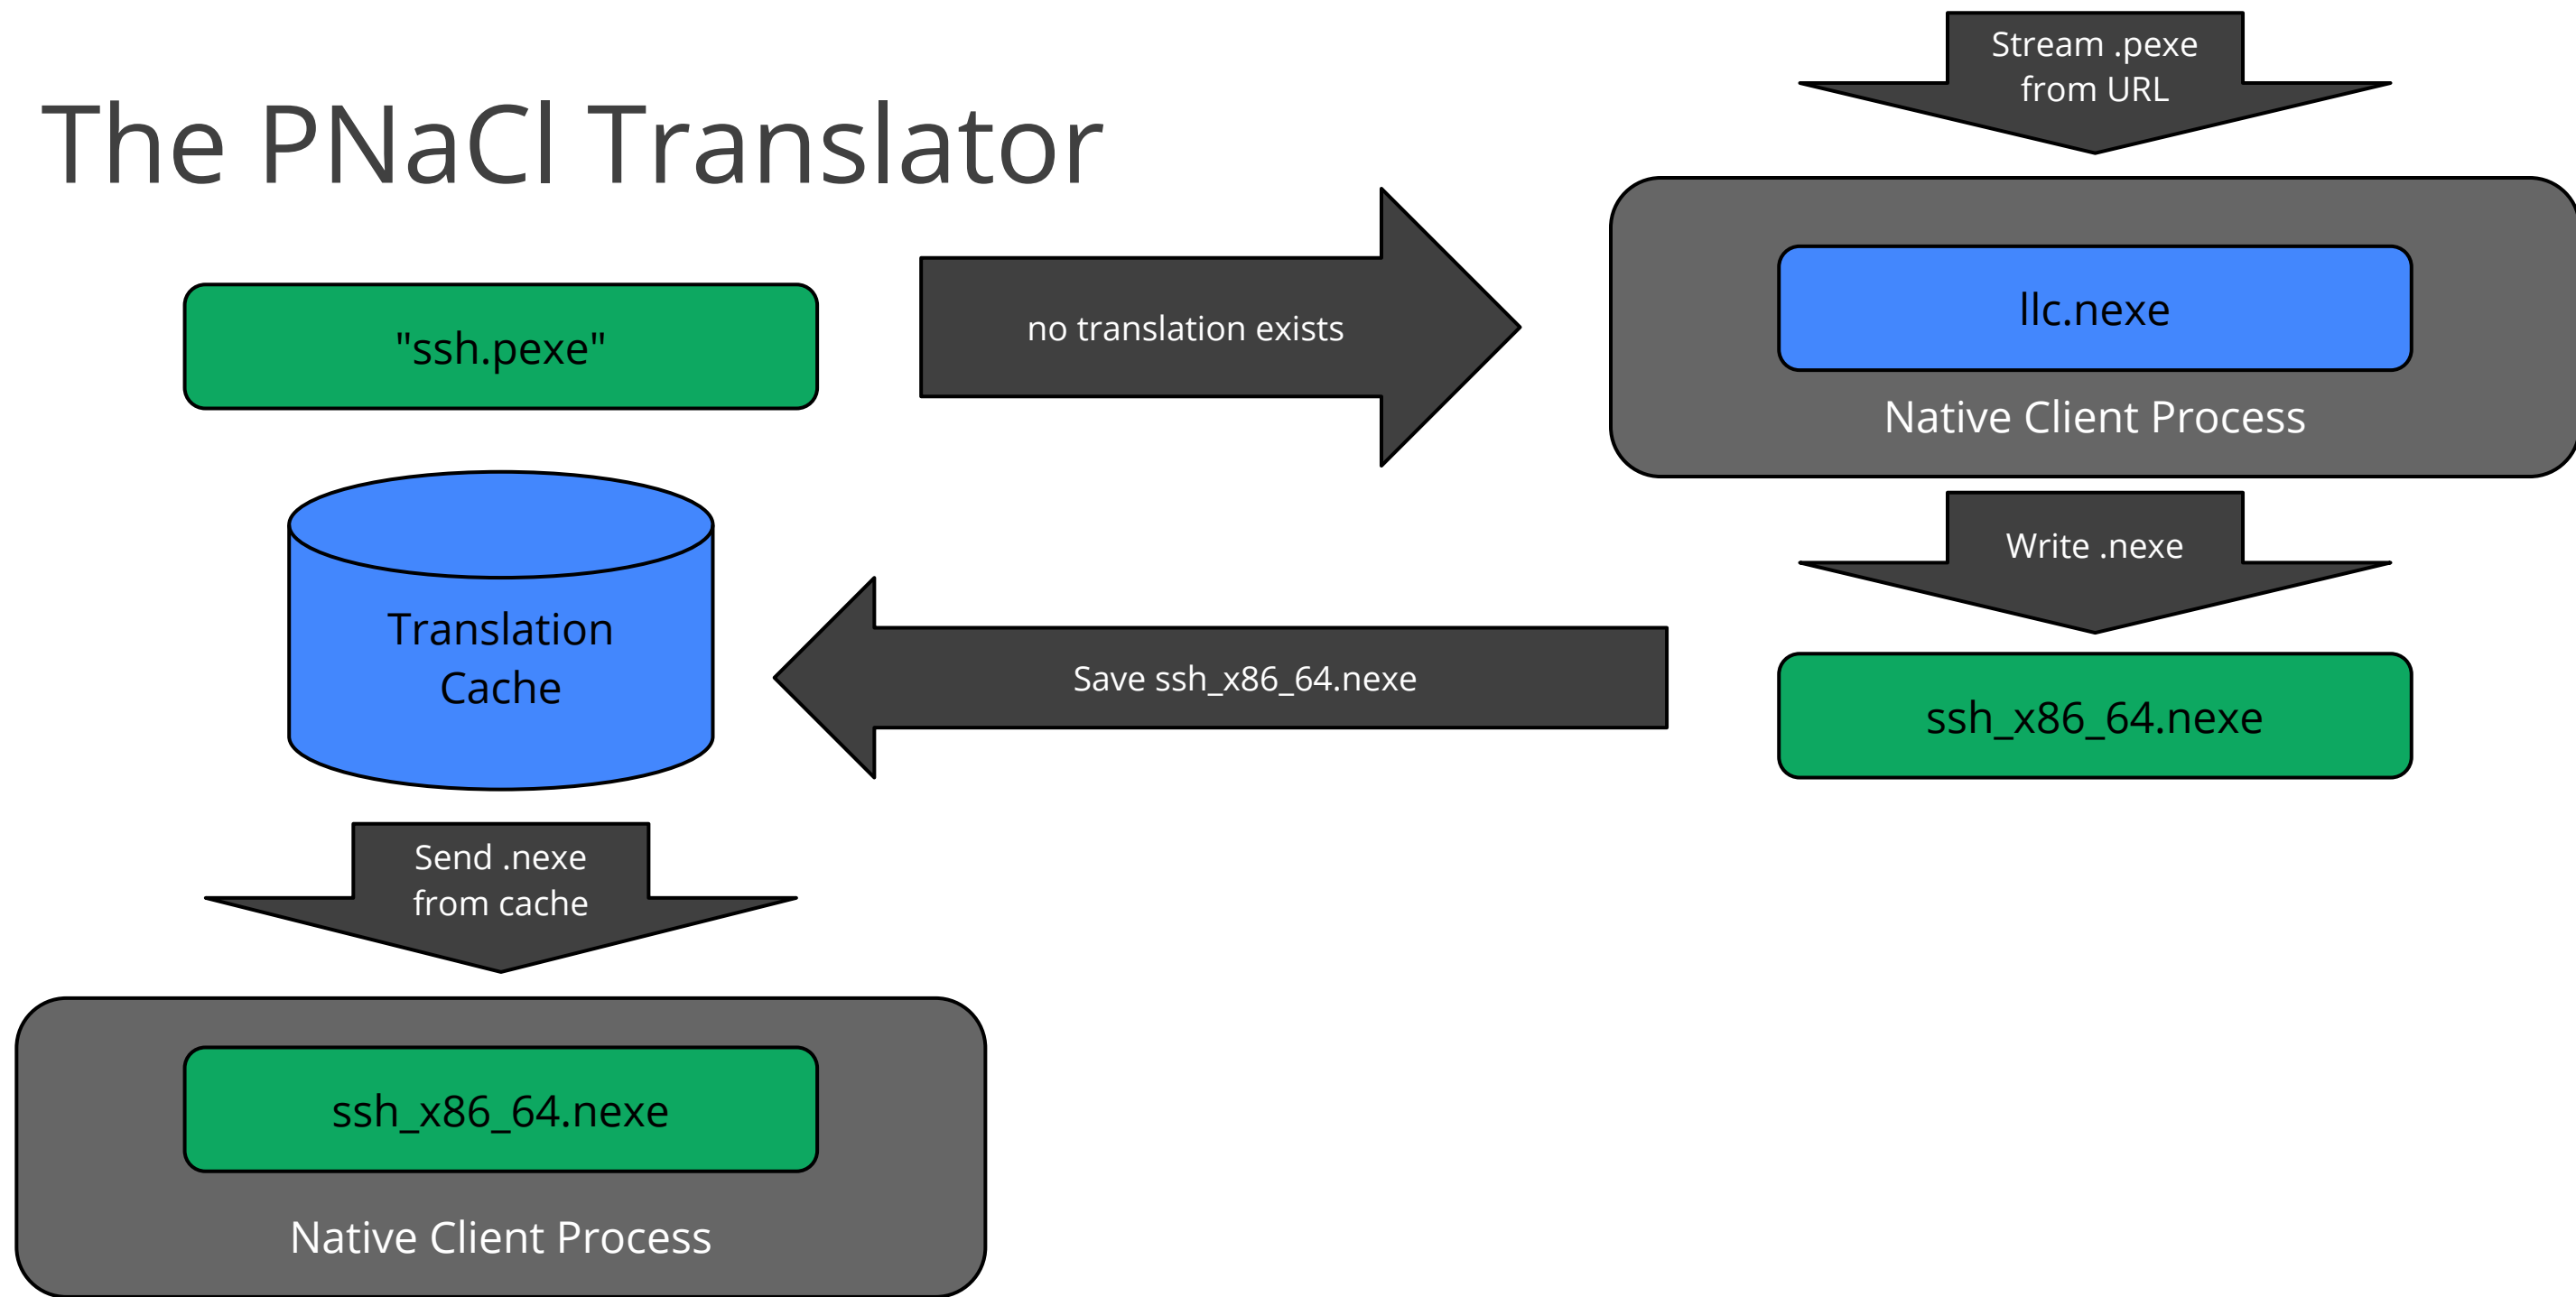 The PNaCl Translator
Stream .pexe
from URL
"ssh.pexe"
no translation exists
llc.nexe
Native Client Process
Write .nexe
Translation
Cache
Save ssh_x86_64.nexe
ssh_x86_64.nexe
Send .nexe
from cache
ssh_x86_64.nexe
Native Client Process